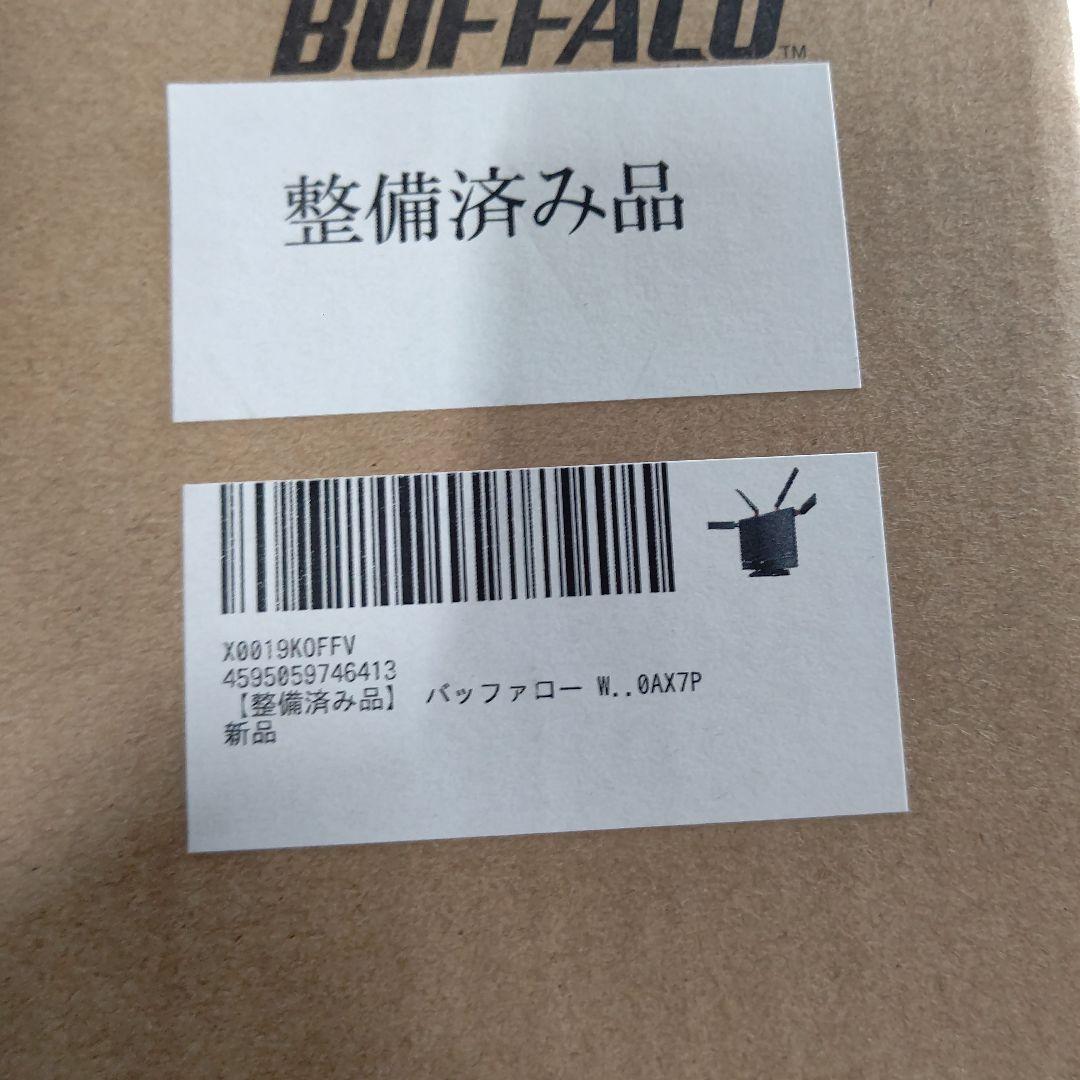 BUFFALO™
整備済み品
X0019KOFFV
4595059746413
【整備済み品】 バッファロー W..0AX7P
新品